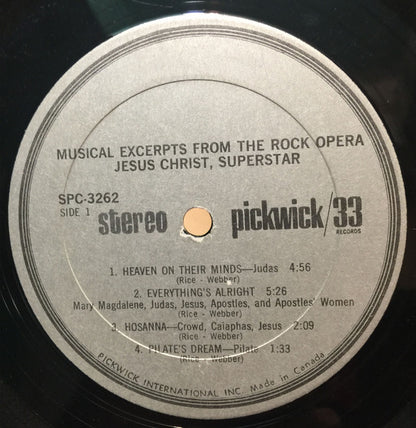 MUSICAL EXCERPTS FROM THE ROCK OPERA
JESUS CHRIST, SUPERSTAR
SPC-3262
SIDE 1
stereo
pickwick/33
RECORDS
1. HEAVEN ON THEIR MINDS—Judas 4:56
(Rice - Webber)
2. EVERYTHING'S ALRIGHT 5:26
Mary Magdalene, Judas, Jesus, Apostles, and Apostles' Women
(Rice - Webber)
3. HOSANNA—Crowd, Caiaphas, Jesus 2:09
(Rice - Webber)
4. PILATE'S DREAM—Pilate 1:33
(Rice - Webber)
PICKWICK INTERNATIONAL INC. Made in Canada